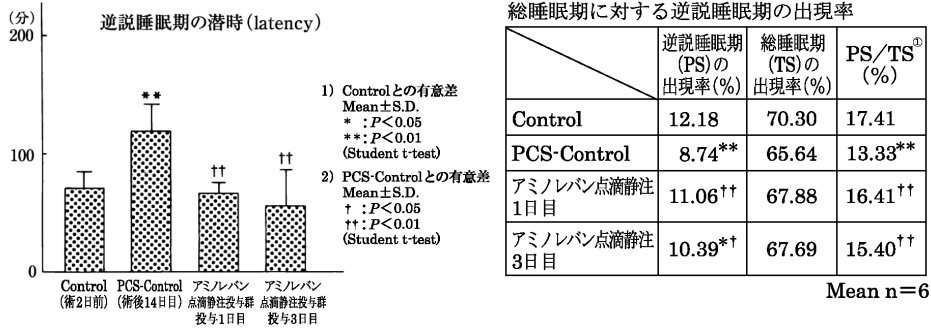 (分)
逆説睡眠期の潜時(latency)
200
100
0
**
††
††
Control
(術2日前)
PCS-Control
(術後14日目)
アミノレバン
点滴静注投与群
投与1日目
アミノレバン
点滴静注投与群
投与3日目
1) Controlとの有意差
Mean±S.D.
* :P<0.05
**:P<0.01
(Student t-test)
2) PCS-Controlとの有意差
Mean±S.D.
† :P<0.05
††:P<0.01
(Student t-test)
総睡眠期に対する逆説睡眠期の出現率
逆説睡眠期
(PS)の
出現率(%)
総睡眠期
(TS)の
出現率(%)
PS/TS①
(%)
Control 12.18 70.30 17.41
PCS-Control 8.74** 65.64 13.33**
アミノレバン点滴静注
1日目
11.06†† 67.88 16.41††
アミノレバン点滴静注
3日目
10.39*† 67.69 15.40††
Mean n=6